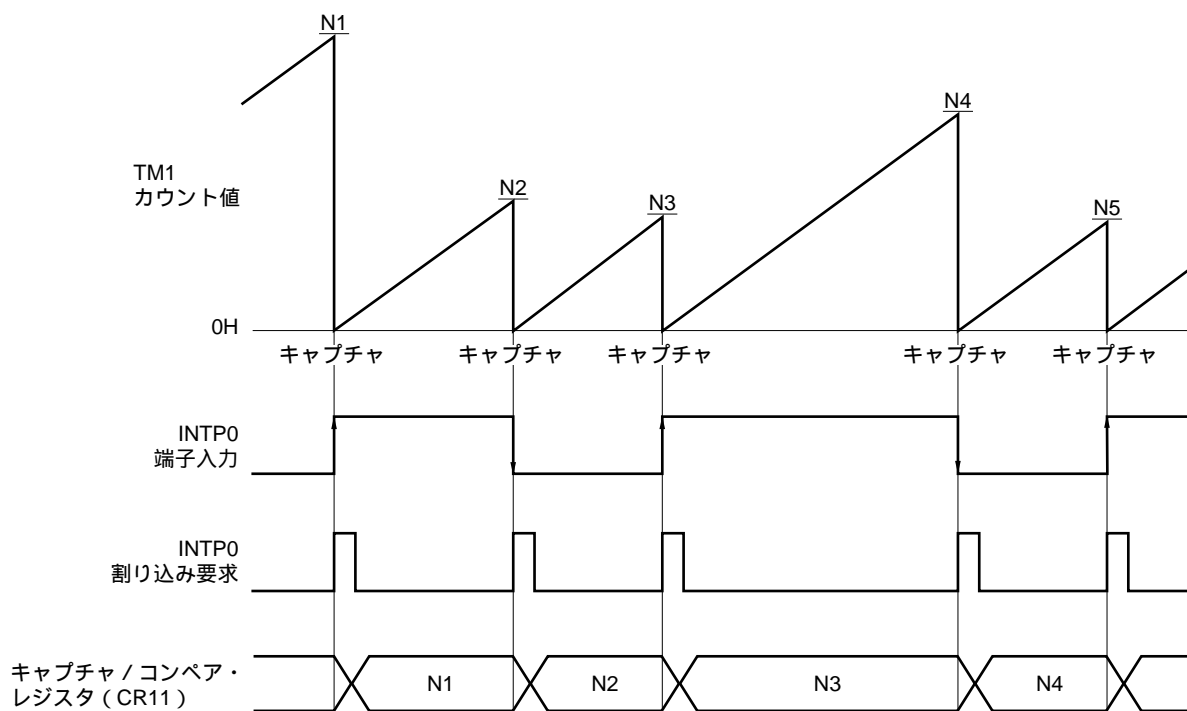 N1
N4
TM1
カウント値
N2
N3
N5
0H
キャプチャ キャプチャ キャプチャ キャプチャ キャプチャ
INTP0
端子入力
INTP0
割り込み要求
キャプチャ / コンペア・
レジスタ ( CR11 )
N1 N2 N3 N4